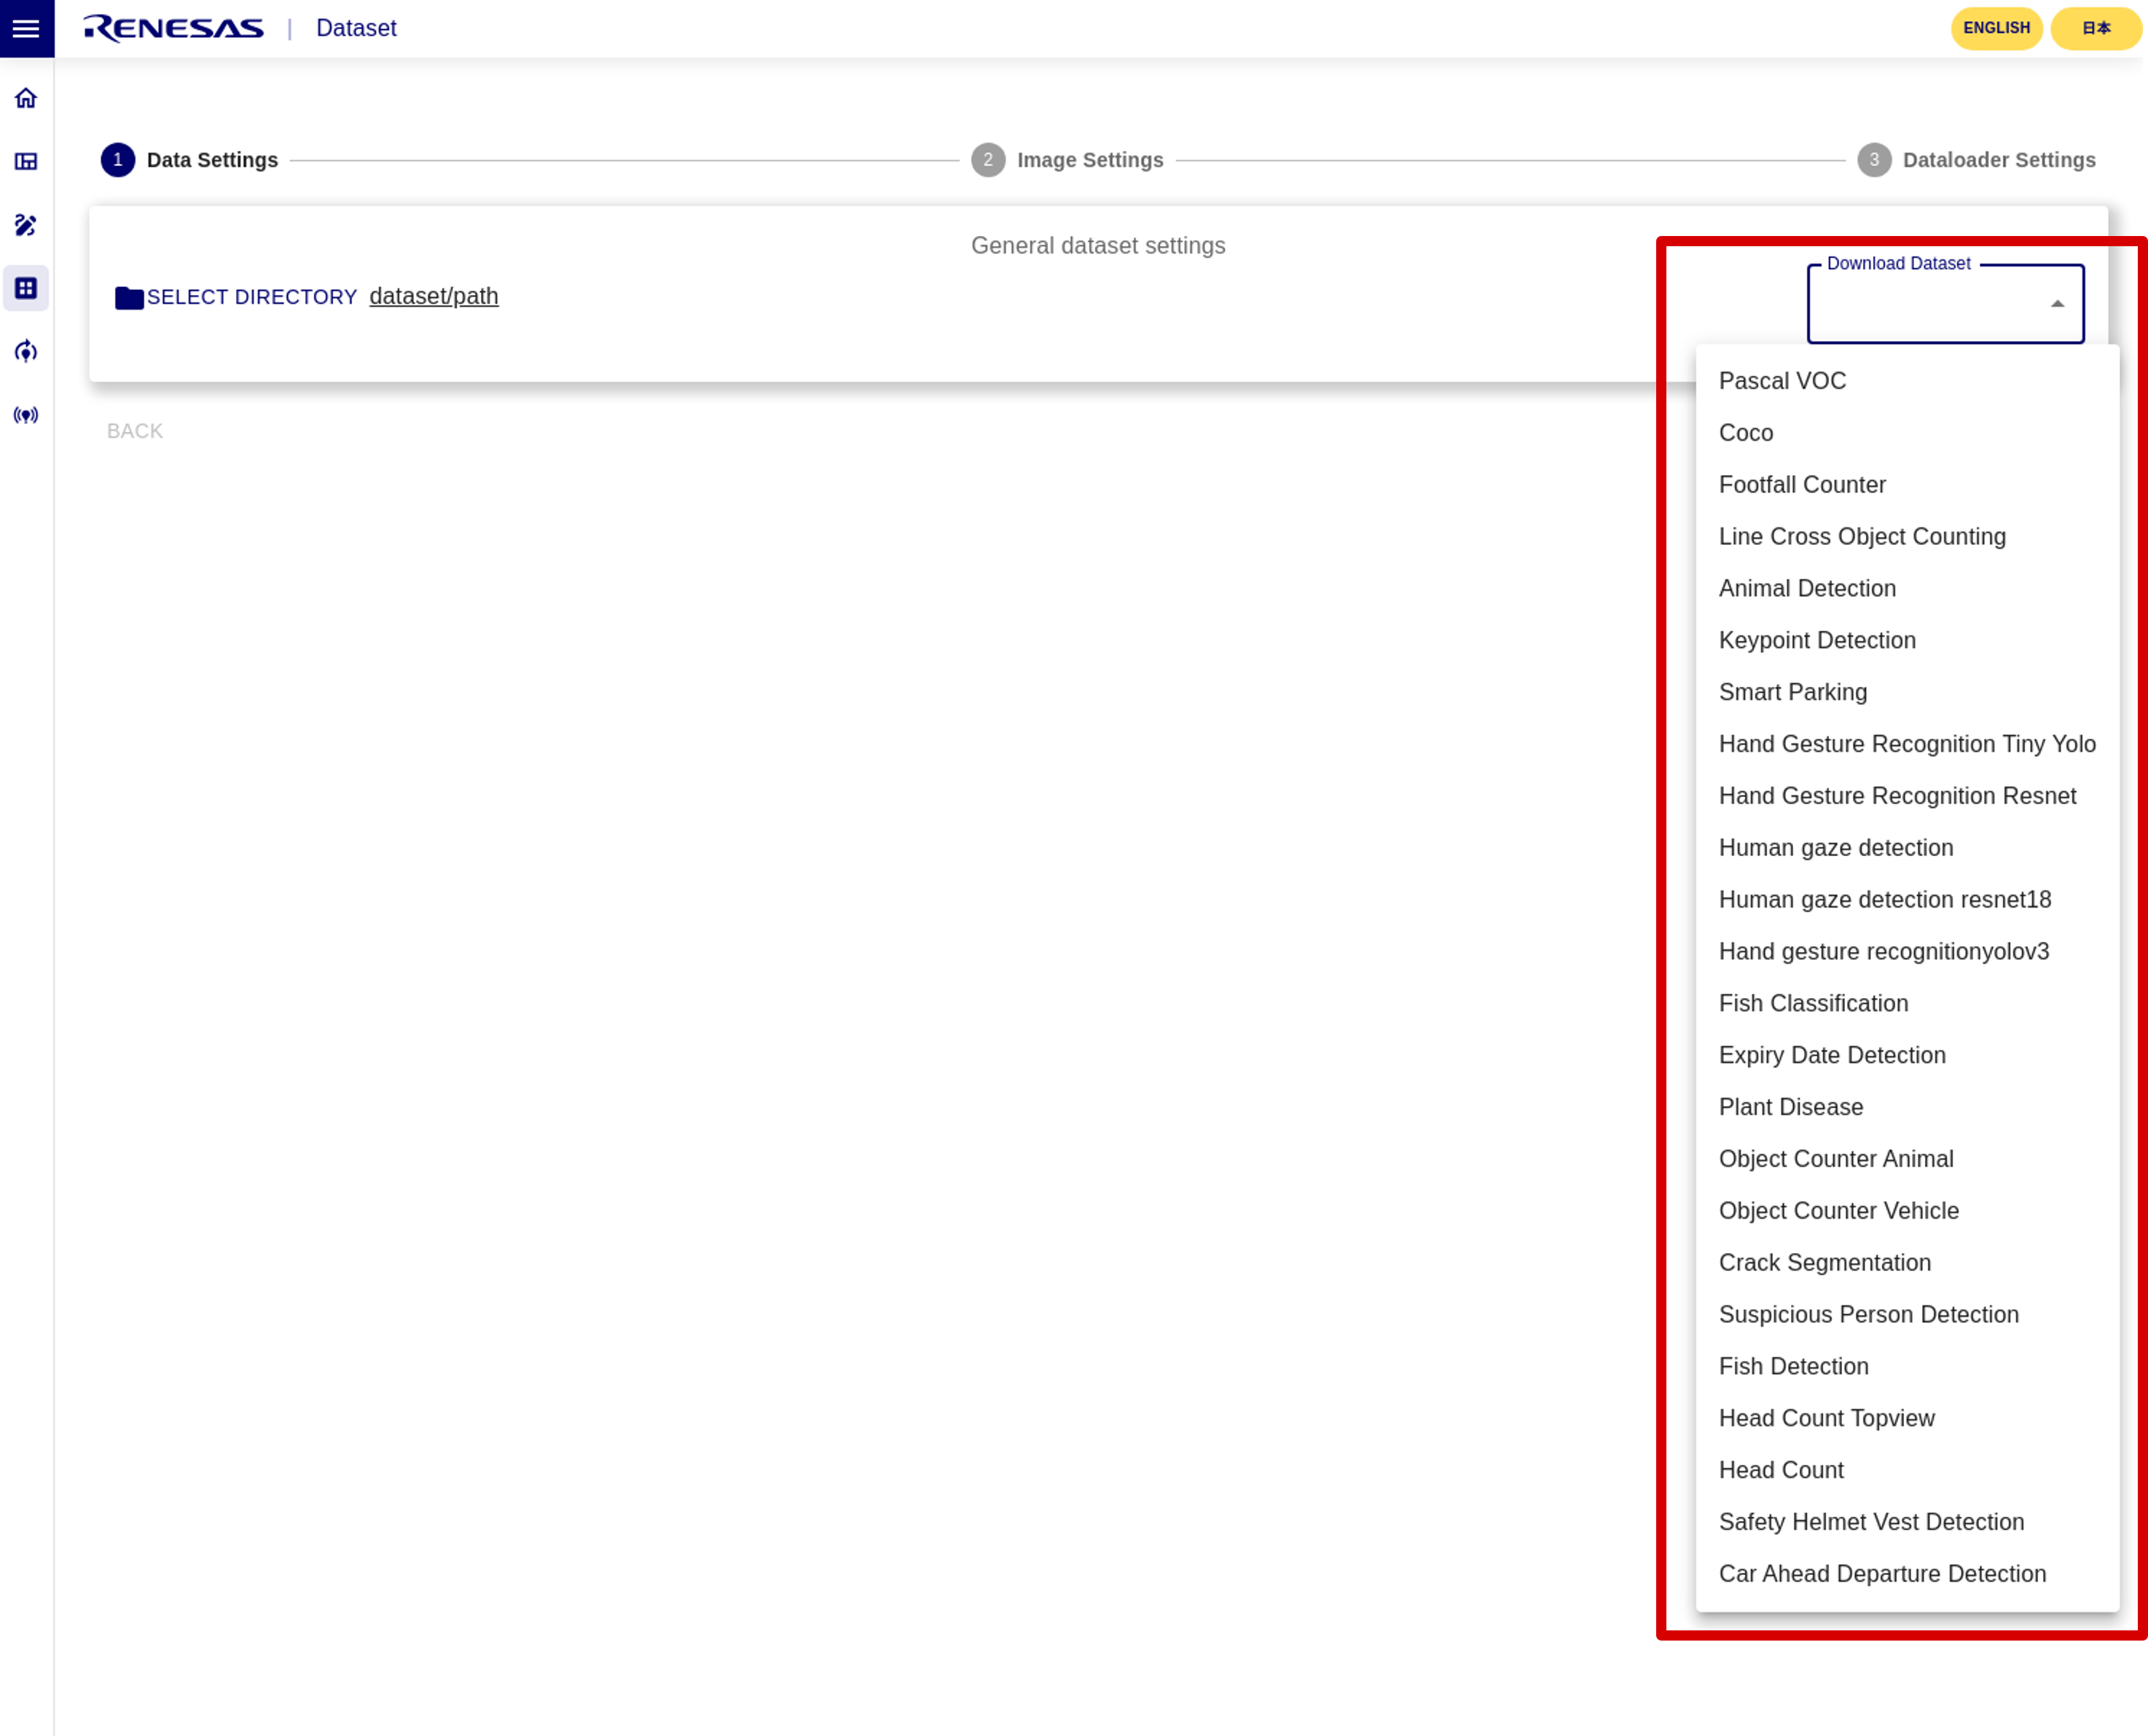 RENESAS | Dataset
ENGLISH
日本
1 Data Settings
2 Image Settings
3 Dataloader Settings
General dataset settings
SELECT DIRECTORY dataset/path
Download Dataset
BACK
Pascal VOC
Coco
Footfall Counter
Line Cross Object Counting
Animal Detection
Keypoint Detection
Smart Parking
Hand Gesture Recognition Tiny Yolo
Hand Gesture Recognition Resnet
Human gaze detection
Human gaze detection resnet18
Hand gesture recognitionyolov3
Fish Classification
Expiry Date Detection
Plant Disease
Object Counter Animal
Object Counter Vehicle
Crack Segmentation
Suspicious Person Detection
Fish Detection
Head Count Topview
Head Count
Safety Helmet Vest Detection
Car Ahead Departure Detection